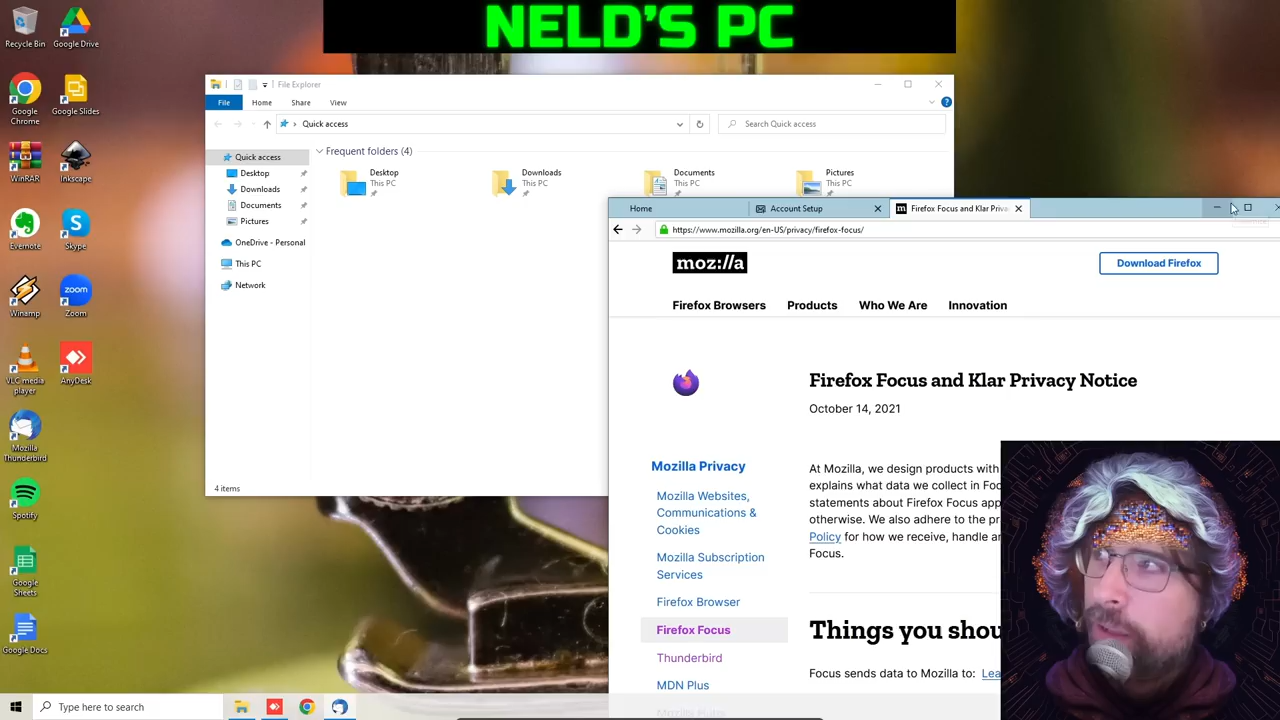 NELD'S PC
Recycle Bin
Google Drive
Google
Chrome
Google Slides
WinRAR
Inkscape
Evernote
Skype
Winamp
Zoom
VLC media
player
AnyDesk
Mozilla
Thunderbird
Spotify
Google
Sheets
Google Docs
File Explorer
File
Home
Share
View
Quick access
Search Quick access
Quick access
Desktop
Downloads
Documents
Pictures
OneDrive - Personal
This PC
Network
Frequent folders (4)
Desktop
This PC
Downloads
This PC
Documents
This PC
Pictures
This PC
4 items
Home
Account Setup
Firefox Focus and Klar Priva
https://www.mozilla.org/en-US/privacy/firefox-focus/
moz://a
Download Firefox
Firefox Browsers
Products
Who We Are
Innovation
Firefox Focus and Klar Privacy Notice
October 14, 2021
Mozilla Privacy
Mozilla Websites,
Communications &
Cookies
Mozilla Subscription
Services
Firefox Browser
Firefox Focus
Thunderbird
MDN Plus
At Mozilla, we design products with
explains what data we collect in Foc
statements about Firefox Focus app
otherwise. We also adhere to the pr
Policy for how we receive, handle a
Focus.
Things you shou
Focus sends data to Mozilla to: Lea
Type here to search